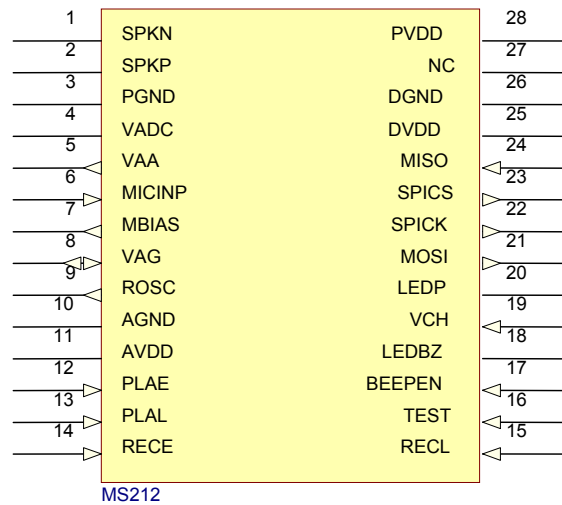 1 SPKN PVDD 28
2 SPKP NC 27
3 PGND DGND 26
4 VADC DVDD 25
5 VAA MISO 24
6 MICINP SPICS 23
7 MBIAS SPICK 22
8 VAG MOSI 21
9 ROSC LEDP 20
10 AGND VCH 19
11 AVDD LEDBZ 18
12 PLAE BEEPEN 17
13 PLAL TEST 16
14 RECE RECL 15
MS212